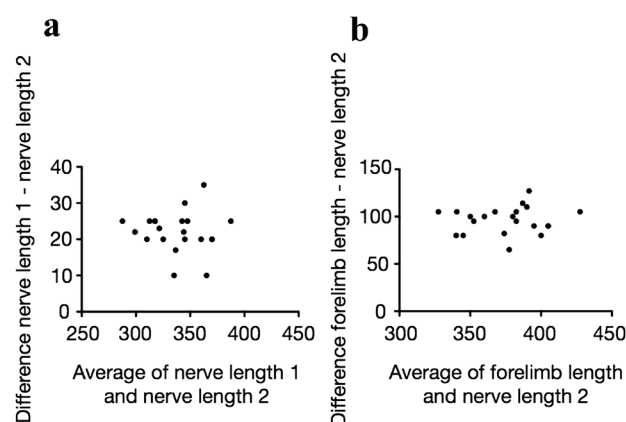 a
Difference nerve length 1 - nerve length 2
40
30
20
10
0
250
300
350
400
450
Average of nerve length 1
and nerve length 2
b
Difference forelimb length - nerve length 2
150
100
50
0
300
350
400
450
Average of forelimb length
and nerve length 2